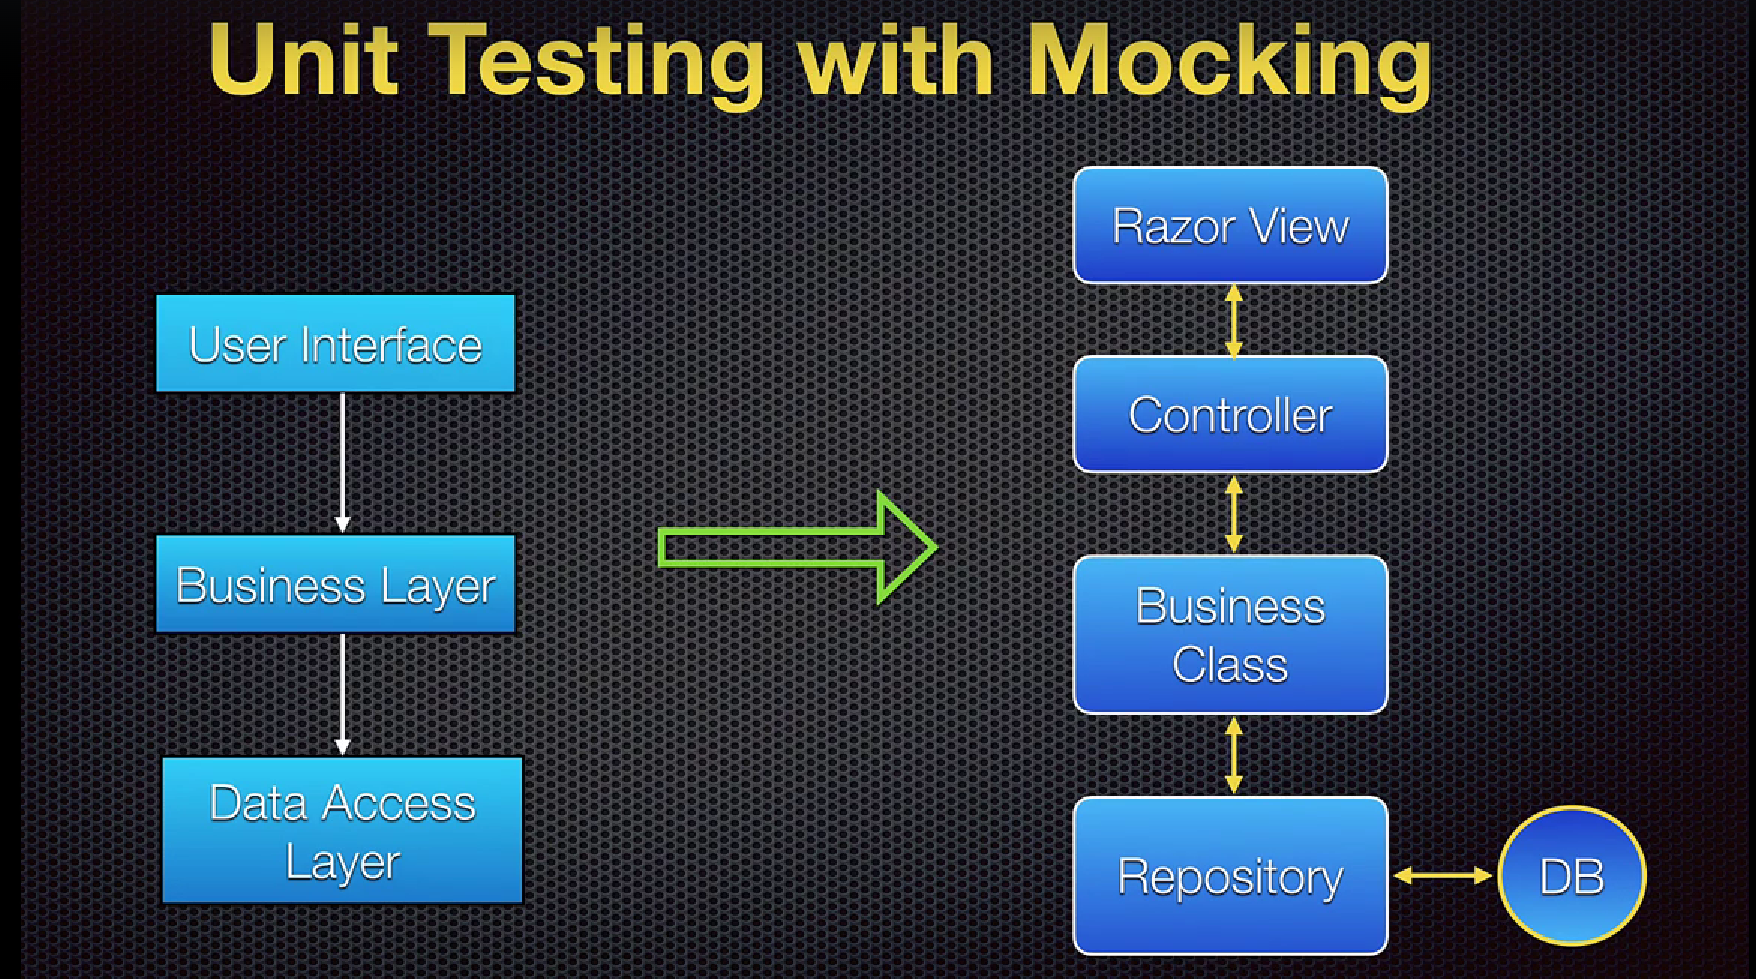 Unit Testing with Mocking
User Interface
Business Layer
Data Access
Layer
Razor View
Controller
Business
Class
Repository
DB